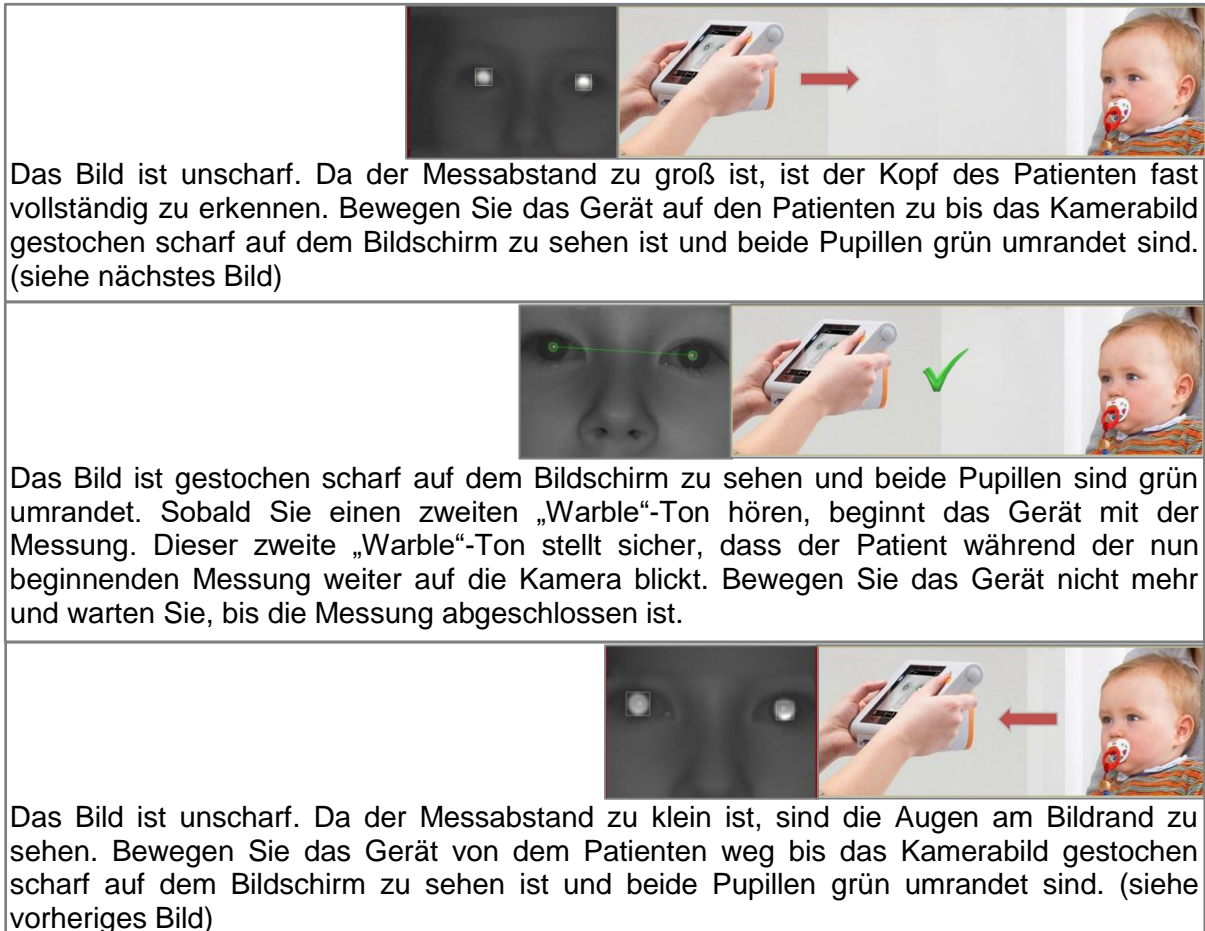 Das Bild ist unscharf. Da der Messabstand zu groß ist, ist der Kopf des Patienten fast
vollständig zu erkennen. Bewegen Sie das Gerät auf den Patienten zu bis das Kamerabild
gestochen scharf auf dem Bildschirm zu sehen ist und beide Pupillen grün umrandet sind.
(siehe nächstes Bild)
Das Bild ist gestochen scharf auf dem Bildschirm zu sehen und beide Pupillen sind grün
umrandet. Sobald Sie einen zweiten „Warble“-Ton hören, beginnt das Gerät mit der
Messung. Dieser zweite „Warble“-Ton stellt sicher, dass der Patient während der nun
beginnenden Messung weiter auf die Kamera blickt. Bewegen Sie das Gerät nicht mehr
und warten Sie, bis die Messung abgeschlossen ist.
Das Bild ist unscharf. Da der Messabstand zu klein ist, sind die Augen am Bildrand zu
sehen. Bewegen Sie das Gerät von dem Patienten weg bis das Kamerabild gestochen
scharf auf dem Bildschirm zu sehen ist und beide Pupillen grün umrandet sind. (siehe
vorheriges Bild)